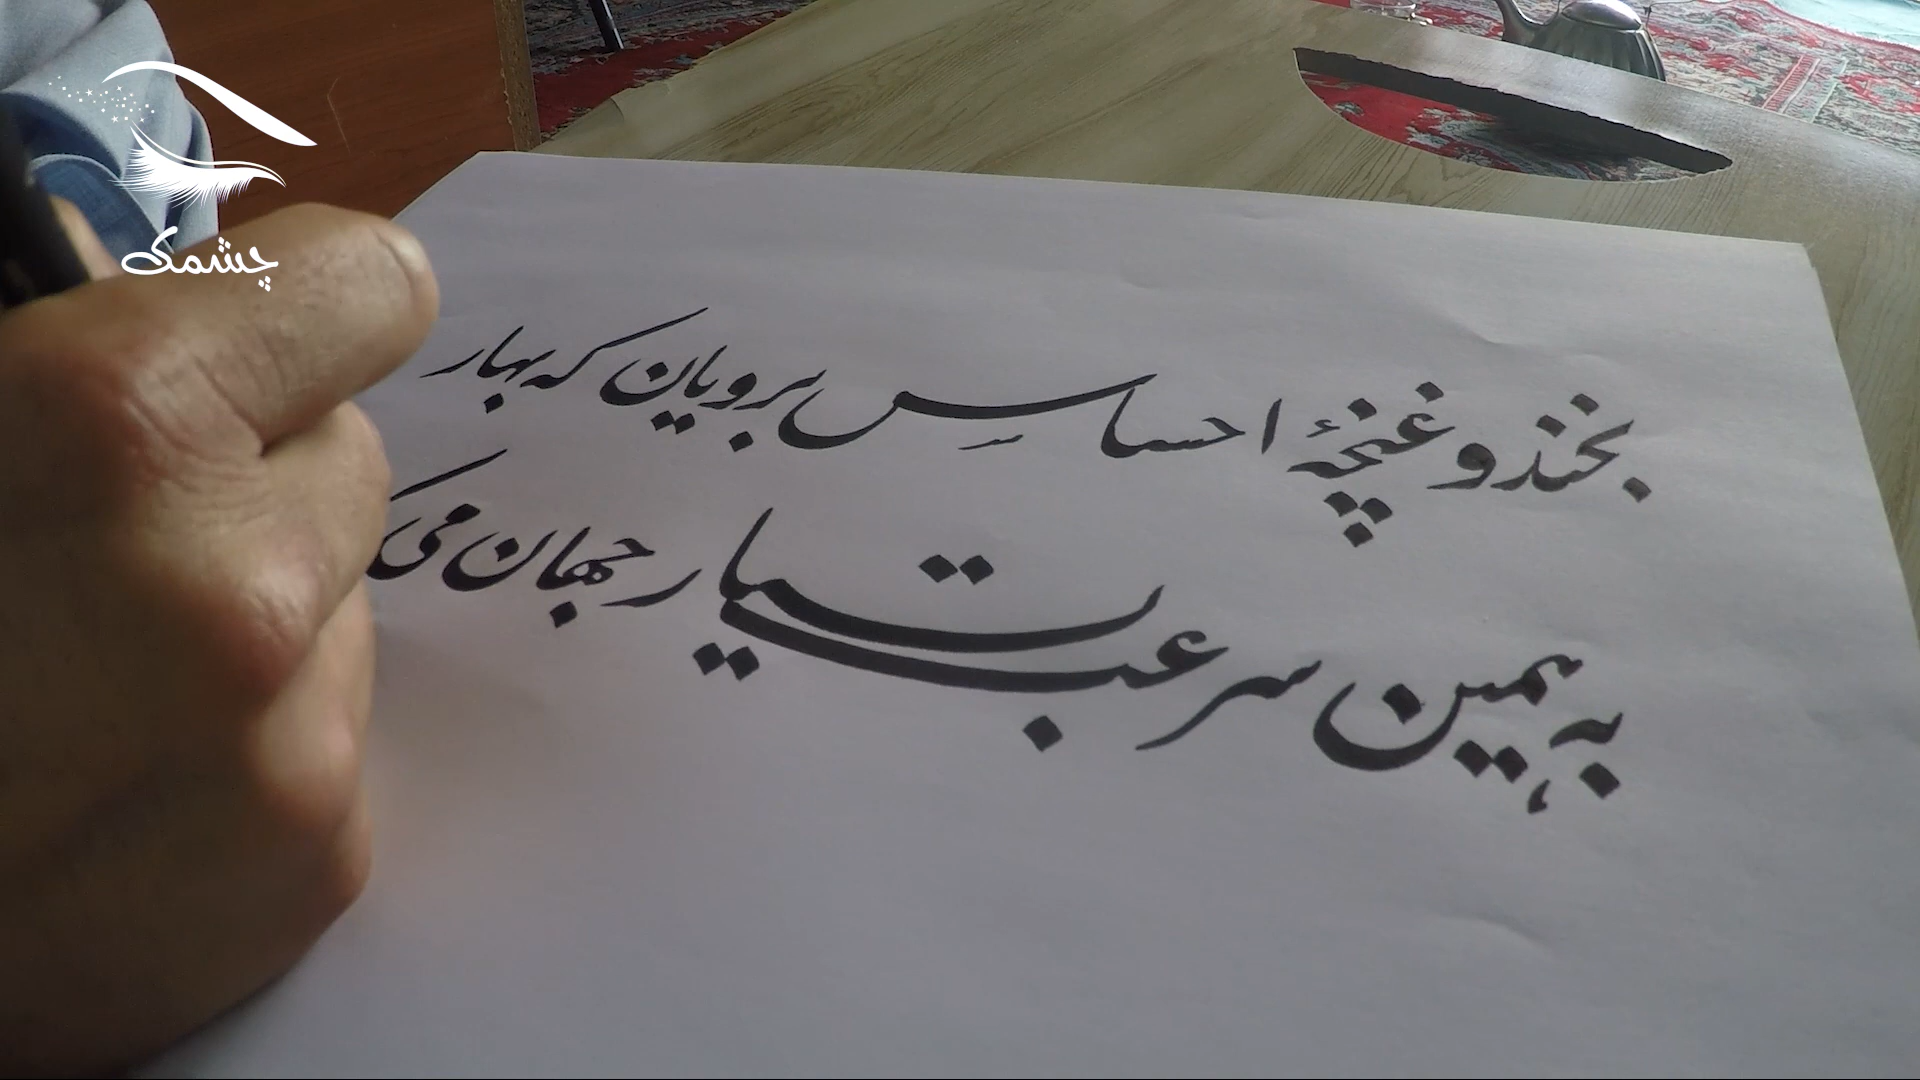 چشمک
بخند و غنچهٔ احساسِ برویان که بهار
به همین سرعت بسیار جهان می